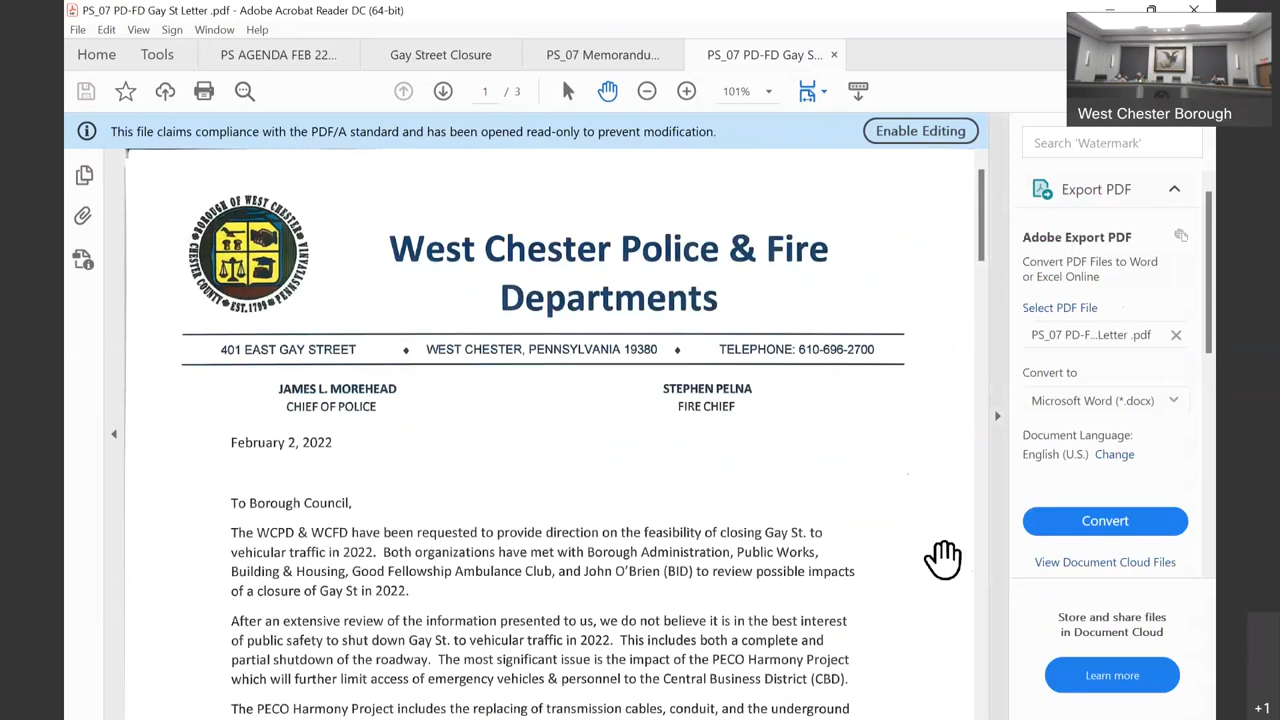 PS_07 PD-FD Gay St Letter .pdf - Adobe Acrobat Reader DC (64-bit)
File Edit View Sign Window Help
Home Tools PS AGENDA FEB 22... Gay Street Closure PS_07 Memorandu... PS_07 PD-FD Gay S...
1 / 3 101%
West Chester Borough
This file claims compliance with the PDF/A standard and has been opened read-only to prevent modification. Enable Editing
Search 'Watermark'
Export PDF
Adobe Export PDF
Convert PDF Files to Word
or Excel Online
Select PDF File
PS_07 PD-F...Letter .pdf
Convert to
Microsoft Word (*.docx)
Document Language:
English (U.S.) Change
Convert
View Document Cloud Files
Store and share files
in Document Cloud
Learn more
+1
BOROUGH OF WEST CHESTER
CHESTER COUNTY PENNSYLVANIA
EST. 1799
West Chester Police & Fire
Departments
401 EAST GAY STREET ♦ WEST CHESTER, PENNSYLVANIA 19380 ♦ TELEPHONE: 610-696-2700
JAMES L. MOREHEAD STEPHEN PELNA
CHIEF OF POLICE FIRE CHIEF
February 2, 2022
To Borough Council,
The WCPD & WCFD have been requested to provide direction on the feasibility of closing Gay St. to
vehicular traffic in 2022. Both organizations have met with Borough Administration, Public Works,
Building & Housing, Good Fellowship Ambulance Club, and John O'Brien (BID) to review possible impacts
of a closure of Gay St in 2022.
After an extensive review of the information presented to us, we do not believe it is in the best interest
of public safety to shut down Gay St. to vehicular traffic in 2022. This includes both a complete and
partial shutdown of the roadway. The most significant issue is the impact of the PECO Harmony Project
which will further limit access of emergency vehicles & personnel to the Central Business District (CBD).
The PECO Harmony Project includes the replacing of transmission cables, conduit, and the underground